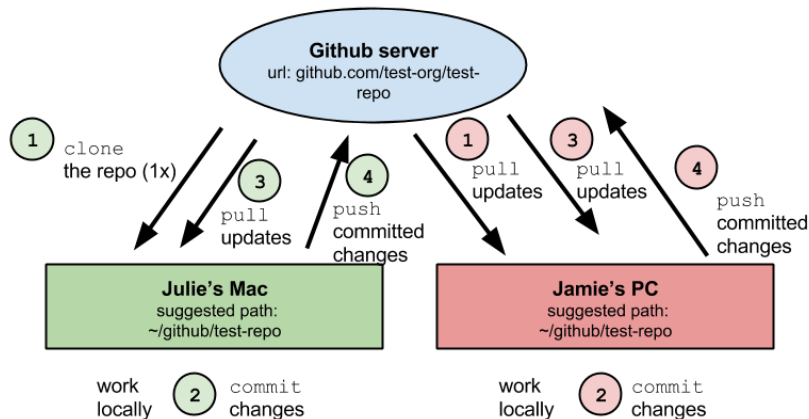 Github server
url: github.com/test-org/test-
repo
1
clone
the repo (1x)
3
pull
updates
4
push
committed
changes
1
pull
updates
3
pull
updates
4
push
committed
changes
Julie's Mac
suggested path:
~/github/test-repo
Jamie's PC
suggested path:
~/github/test-repo
work
locally
2
commit
changes
work
locally
2
commit
changes